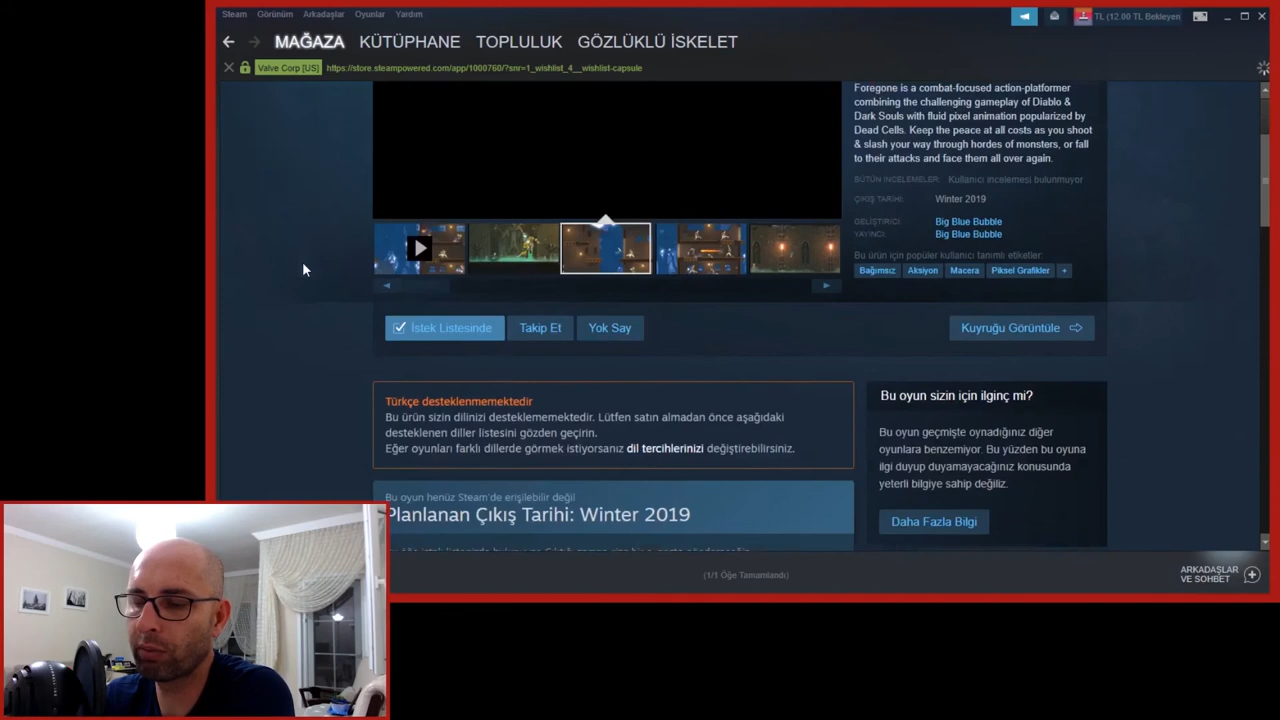 Steam Görünüm Arkadaşlar Oyunlar Yardım
TL (12.00 TL Bekleyen
MAĞAZA KÜTÜPHANE TOPLULUK GÖZLÜKLÜ İSKELET
Valve Corp [US] https://store.steampowered.com/app/1000760/?snr=1_wishlist_4__wishlist-capsule
Foregone is a combat-focused action-platformer
combining the challenging gameplay of Diablo &
Dark Souls with fluid pixel animation popularized by
Dead Cells. Keep the peace at all costs as you shoot
& slash your way through hordes of monsters, or fall
to their attacks and face them all over again.
BÜTÜN İNCELEMELER: Kullanıcı incelemesi bulunmuyor
ÇIKIŞ TARİHİ: Winter 2019
GELİŞTİRİCİ: Big Blue Bubble
YAYINCI: Big Blue Bubble
Bu ürün için popüler kullanıcı tanımlı etiketler:
Bağımsız Aksiyon Macera Piksel Grafikler +
İstek Listesinde Takip Et Yok Say Kuyruğu Görüntüle
Türkçe desteklenmemektedir
Bu ürün sizin dilinizi desteklememektedir. Lütfen satın almadan önce aşağıdaki
desteklenen diller listesini gözden geçirin.
Eğer oyunları farklı dillerde görmek istiyorsanız dil tercihlerinizi değiştirebilirsiniz.
Bu oyun sizin için ilginç mi?
Bu oyun geçmişte oynadığınız diğer
oyunlara benzemiyor. Bu yüzden bu oyuna
ilgi duyup duyamayacağınız konusunda
yeterli bilgiye sahip değiliz.
Daha Fazla Bilgi
Bu oyun henüz Steam'de erişilebilir değil
Planlanan Çıkış Tarihi: Winter 2019
(1/1 Öğe Tamamlandı)
ARKADAŞLAR
VE SOHBET